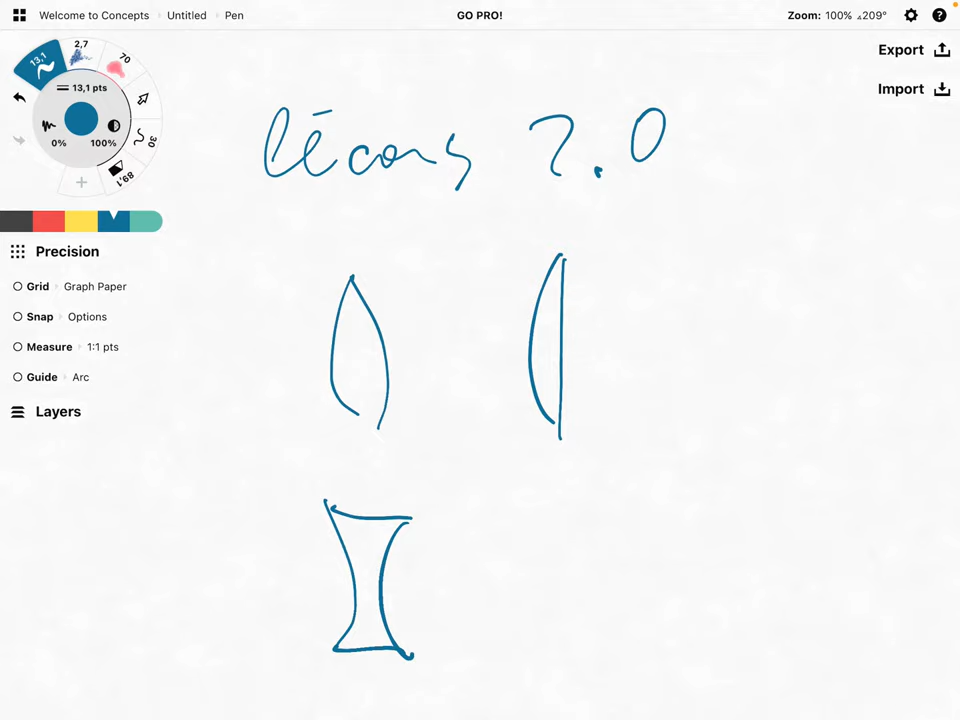 Welcome to Concepts › Untitled › Pen
GO PRO!
Zoom: 100% ⊿209°
Export
Import
13,1
2,7
70
30
89,1
13,1 pts
0%
100%
lēcas 2.0
Precision
Grid › Graph Paper
Snap › Options
Measure › 1:1 pts
Guide › Arc
Layers